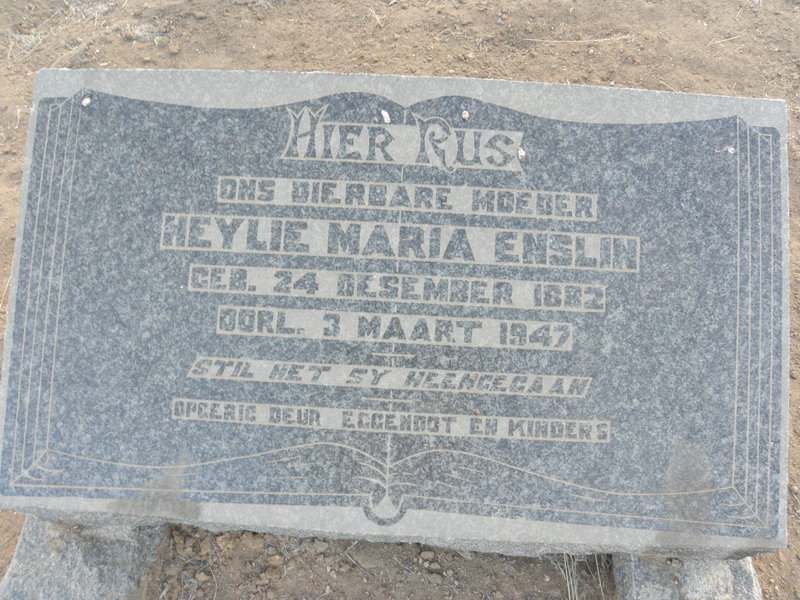 HIER RUS
ONS DIERBARE MOEDER
HEYLIE MARIA ENSLIN
GEB. 24 DESEMBER 1882
OORL. 3 MAART 1947
STIL HET SY HEENGEGAAN
OPGERIG DEUR EGGENOOT EN KINDERS